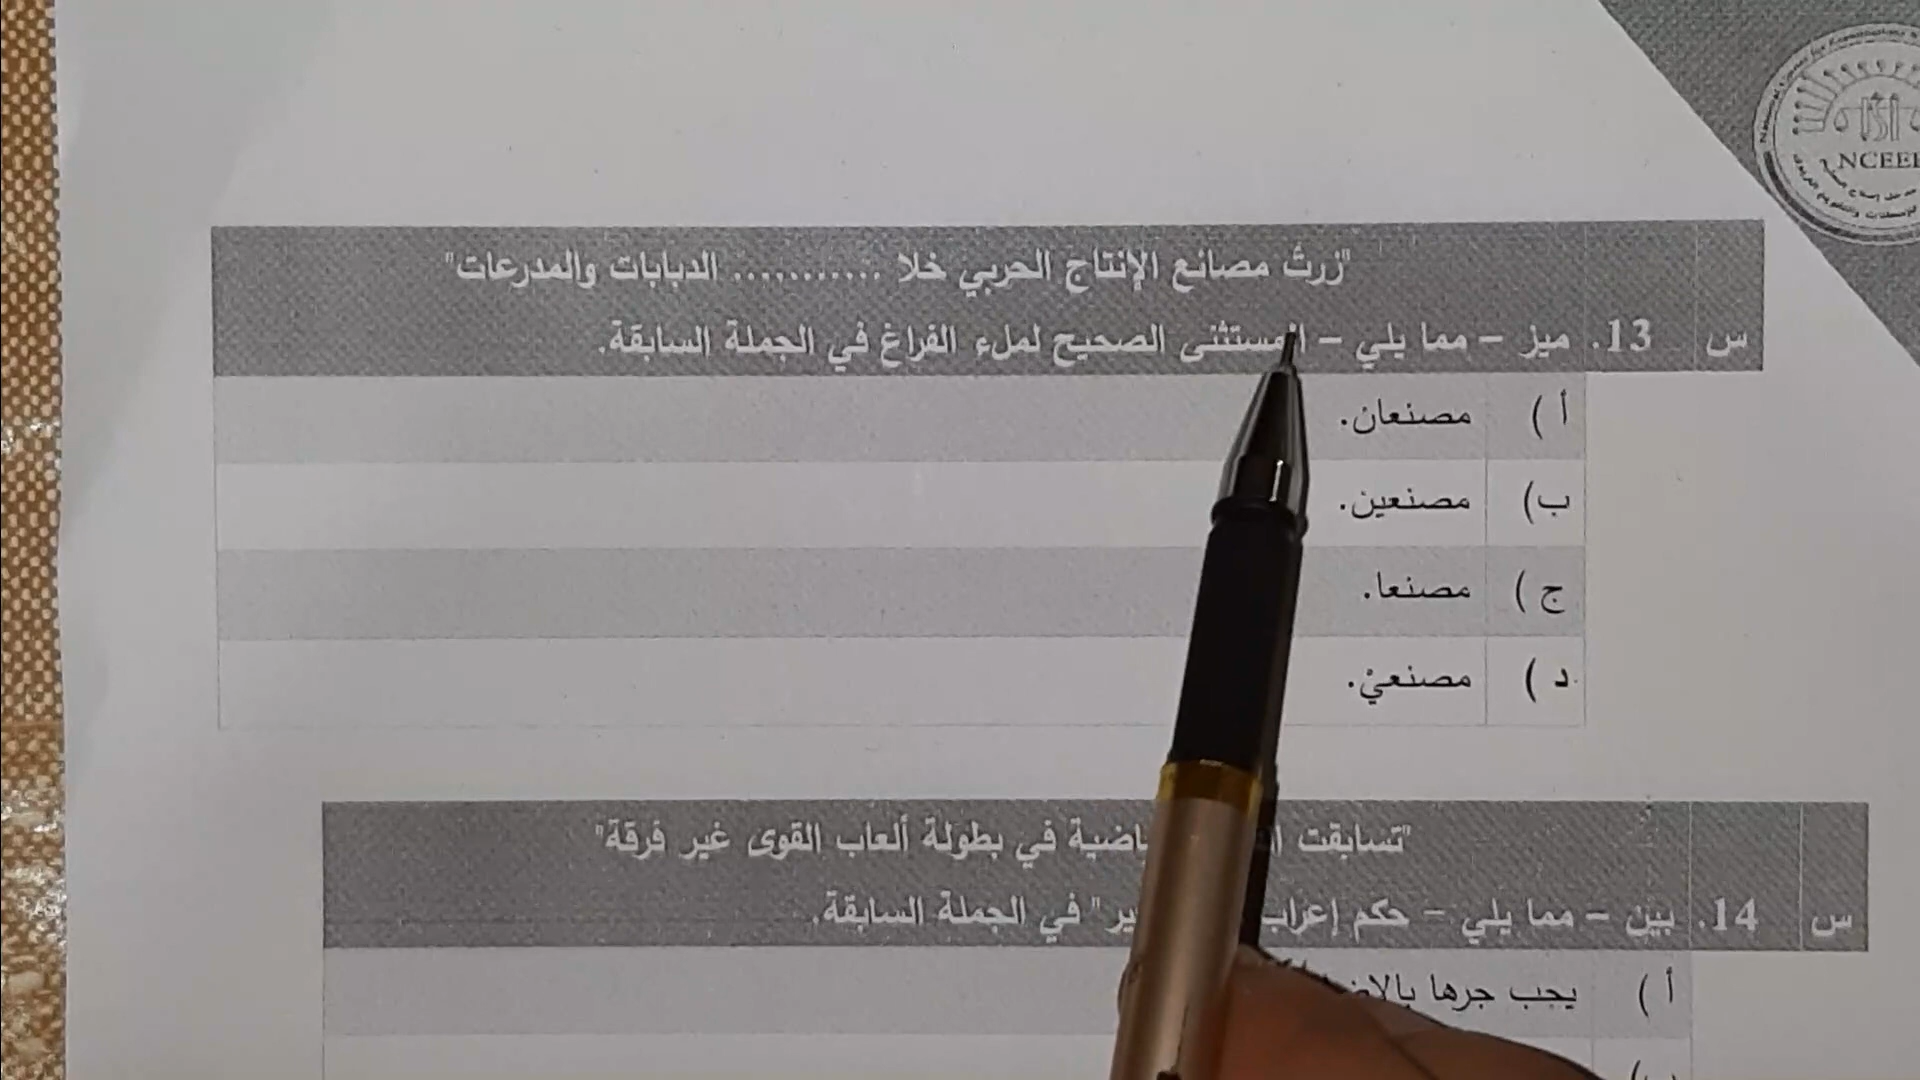 "زرتُ مصانع الإنتاج الحربي خلا ........... الدبابات والمدرعات"
س 13. ميز – مما يلي – المستثنى الصحيح لملء الفراغ في الجملة السابقة.
أ ) مصنعان.
ب) مصنعين.
ج ) مصنعا.
د ) مصنعيْ.
"تسابقت في بطولة ألعاب القوى غير فرقة"
س 14. بين – مما يلي – حكم إعراب في الجملة السابقة.
أ ) يجب جرها
NCEEE